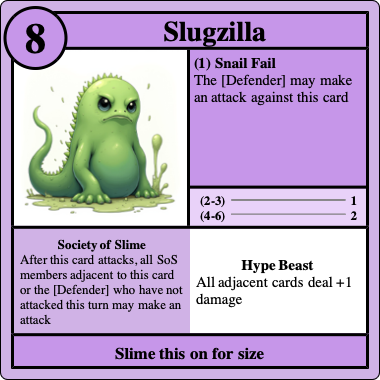 8
Slugzilla
(1) Snail Fail
The [Defender] may make
an attack against this card
(2-3) 1
(4-6) 2
Society of Slime
After this card attacks, all SoS
members adjacent to this card
or the [Defender] who have not
attacked this turn may make an
attack
Hype Beast
All adjacent cards deal +1
damage
Slime this on for size